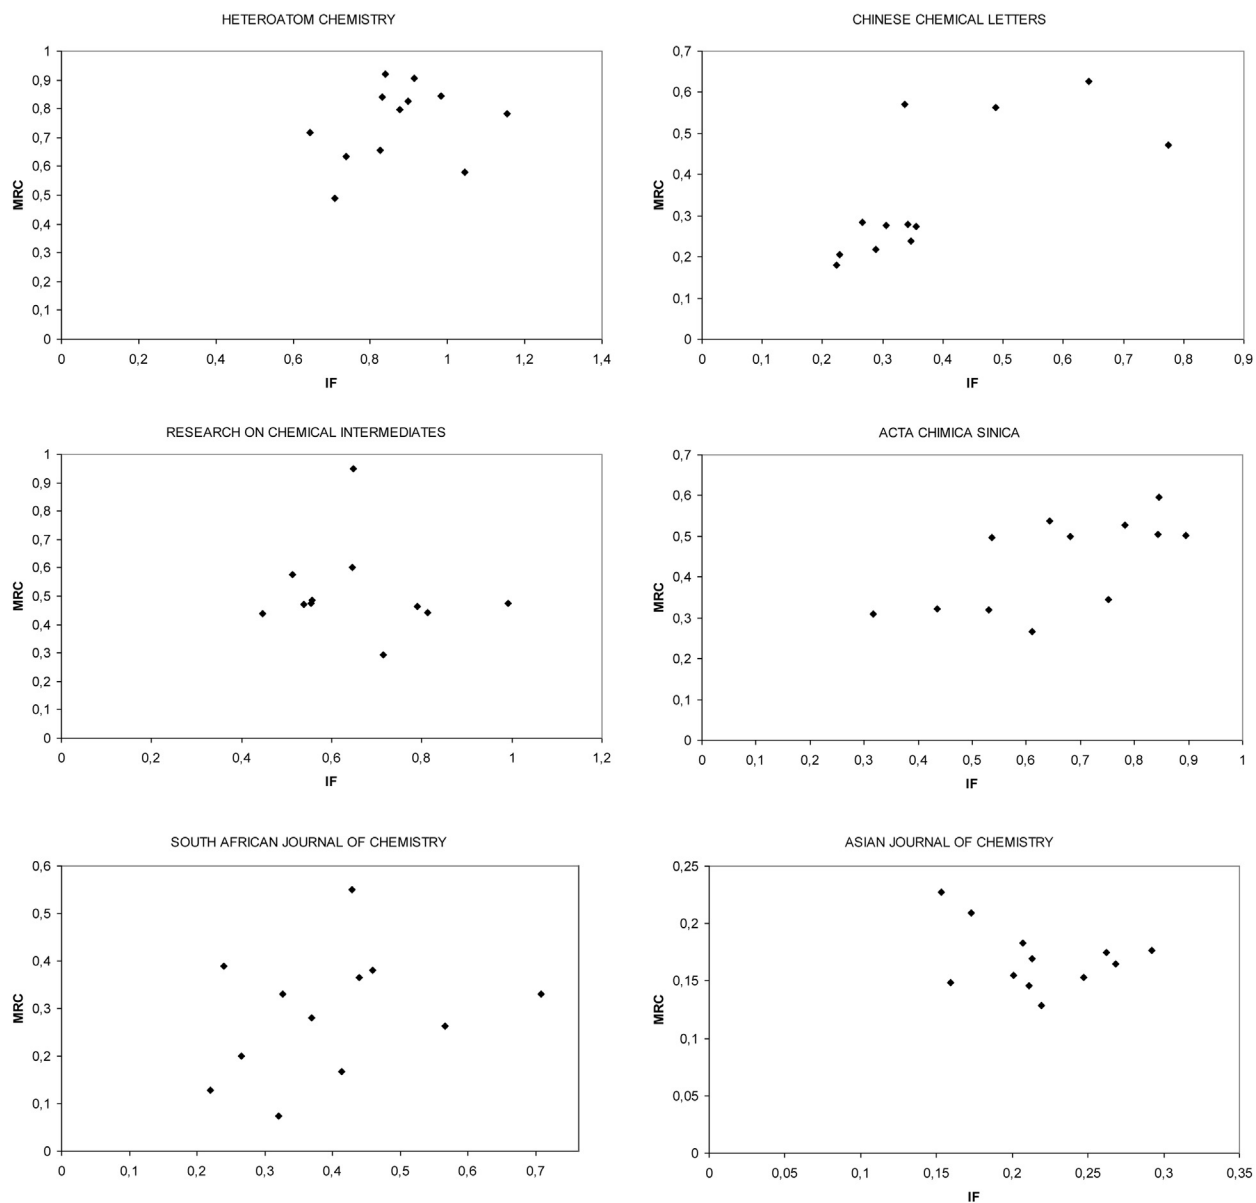 HETEROATOM CHEMISTRY
1
0,9
0,8
0,7
0,6
0,5
0,4
0,3
0,2
0,1
0
MRC
0 0,2 0,4 0,6 0,8 1 1,2 1,4
IF
CHINESE CHEMICAL LETTERS
0,7
0,6
0,5
0,4
0,3
0,2
0,1
0
MRC
0 0,1 0,2 0,3 0,4 0,5 0,6 0,7 0,8 0,9
IF
RESEARCH ON CHEMICAL INTERMEDIATES
1
0,9
0,8
0,7
0,6
0,5
0,4
0,3
0,2
0,1
0
MRC
0 0,2 0,4 0,6 0,8 1 1,2
IF
ACTA CHIMICA SINICA
0,7
0,6
0,5
0,4
0,3
0,2
0,1
0
MRC
0 0,1 0,2 0,3 0,4 0,5 0,6 0,7 0,8 0,9 1
IF
SOUTH AFRICAN JOURNAL OF CHEMISTRY
0,6
0,5
0,4
0,3
0,2
0,1
0
MRC
0 0,1 0,2 0,3 0,4 0,5 0,6 0,7
ASIAN JOURNAL OF CHEMISTRY
0,25
0,2
0,15
0,1
0,05
0
MRC
0 0,05 0,1 0,15 0,2 0,25 0,3 0,35
IF